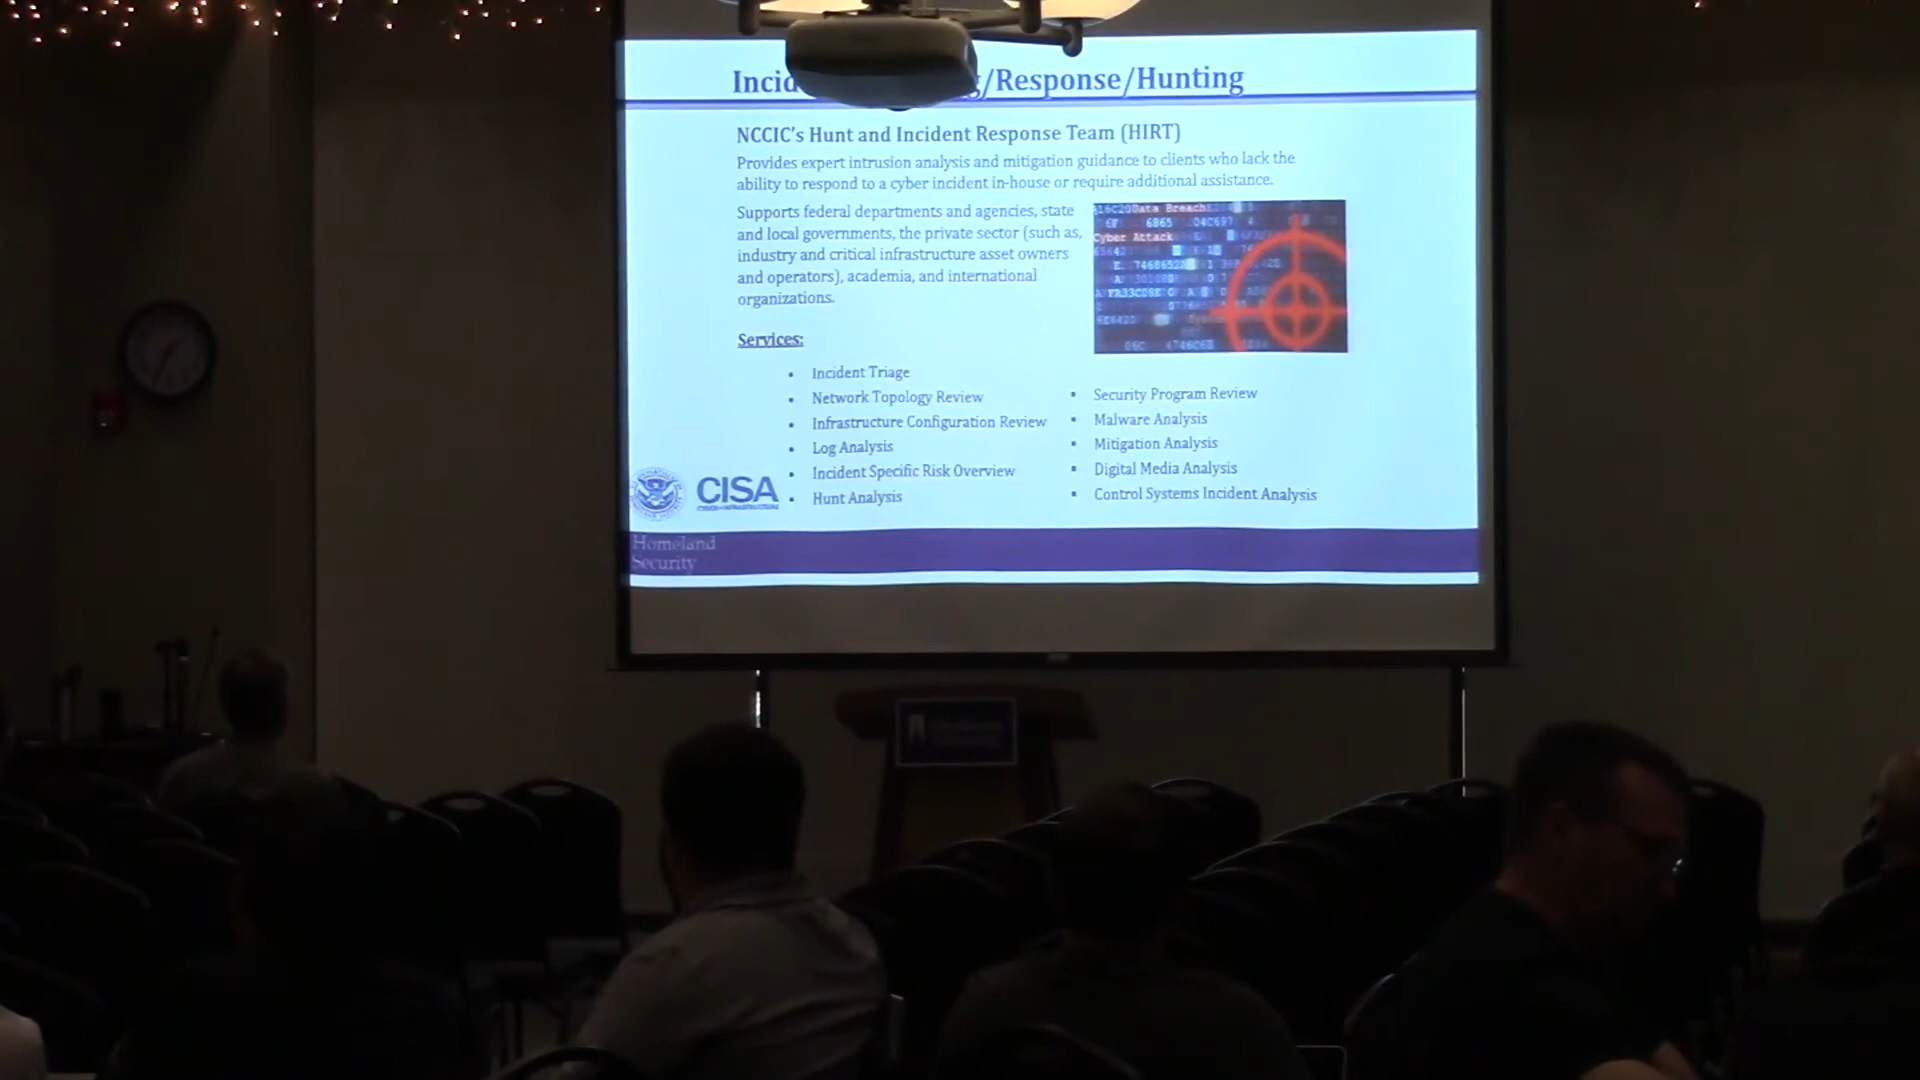 Incid g/Response/Hunting
NCCIC's Hunt and Incident Response Team (HIRT)
Provides expert intrusion analysis and mitigation guidance to clients who lack the
ability to respond to a cyber incident in-house or require additional assistance.
Supports federal departments and agencies, state
and local governments, the private sector (such as,
industry and critical infrastructure asset owners
and operators), academia, and international
organizations.
Data Breach
6865 04C697
Cyber Attack
Services:
Incident Triage
Network Topology Review
Infrastructure Configuration Review
Log Analysis
Incident Specific Risk Overview
Hunt Analysis
Security Program Review
Malware Analysis
Mitigation Analysis
Digital Media Analysis
Control Systems Incident Analysis
CISA
CYBER+INFRASTRUCTURE
Homeland
Security